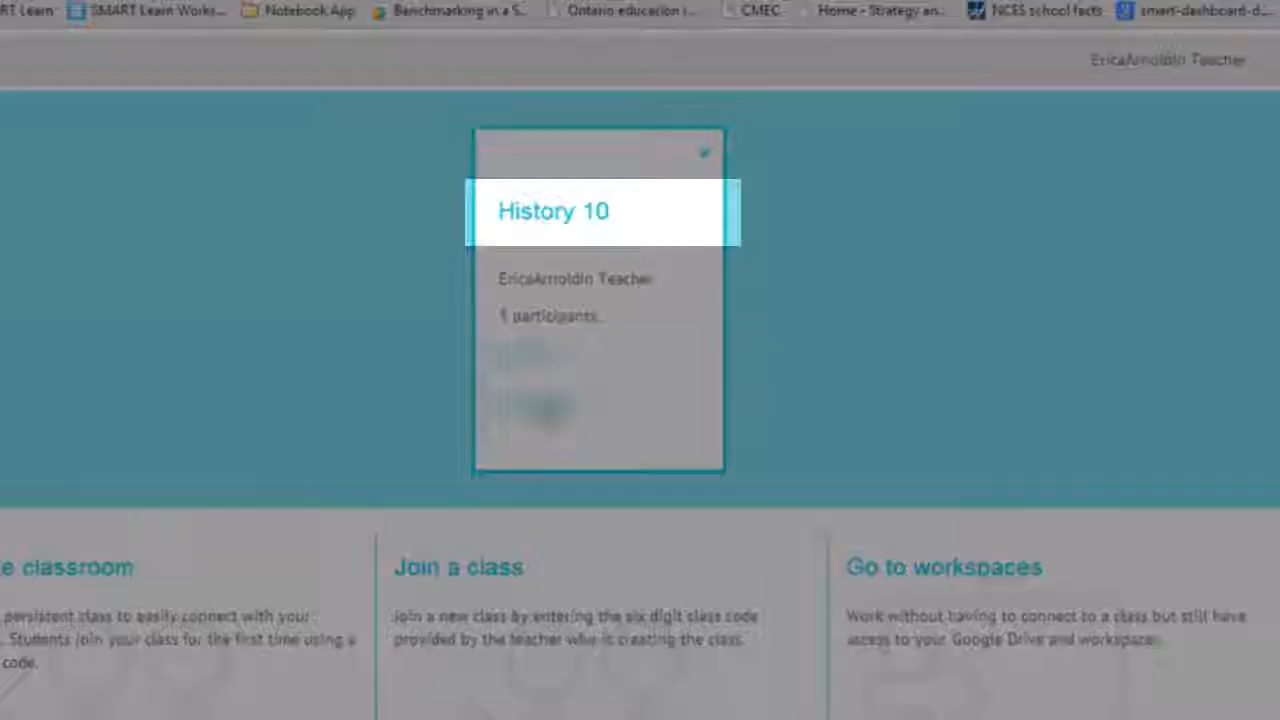 RT Learn SMART Learn Works... Notebook App Benchmarking in a S... Ontario education i... CMEC Home - Strategy an... NCES school facts smart-dashboard-d...
EricaArnoldin Teacher
History 10
EricaArnoldin Teacher
1 participants.
e classroom
persistent class to easily connect with your
. Students join your class for the first time using a
code.
Join a class
Join a new class by entering the six digit class code
provided by the teacher who is creating the class.
Go to workspaces
Work without having to connect to a class but still have
access to your Google Drive and workspaces.